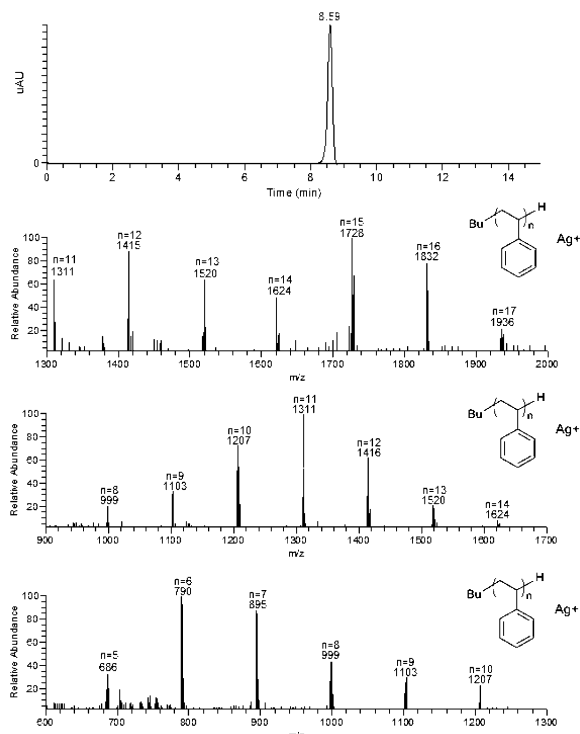 8.59
uAU
0
0 2 4 6 8 10 12 14
Time (min)
n=15
1728
n=12
1415
n=16
1832
n=11
1311
n=13
1520
n=14
1624
n=17
1936
Bu
n
H
Ag+
Relative Abundance
100
80
60
40
20
1300 1400 1500 1600 1700 1800 1900 2000
m/z
n=11
1311
n=10
1207
n=12
1416
n=9
1103
n=8
999
n=13
1520
n=14
1624
Bu
n
H
Ag+
Relative Abundance
100
80
60
40
20
900 1000 1100 1200 1300 1400 1500 1600 1700
m/z
n=6
790
n=7
895
n=5
686
n=8
999
n=9
1103
n=10
1207
Bu
n
H
Ag+
Relative Abundance
100
80
60
40
20
600 700 800 900 1000 1100 1200 1300
m/z